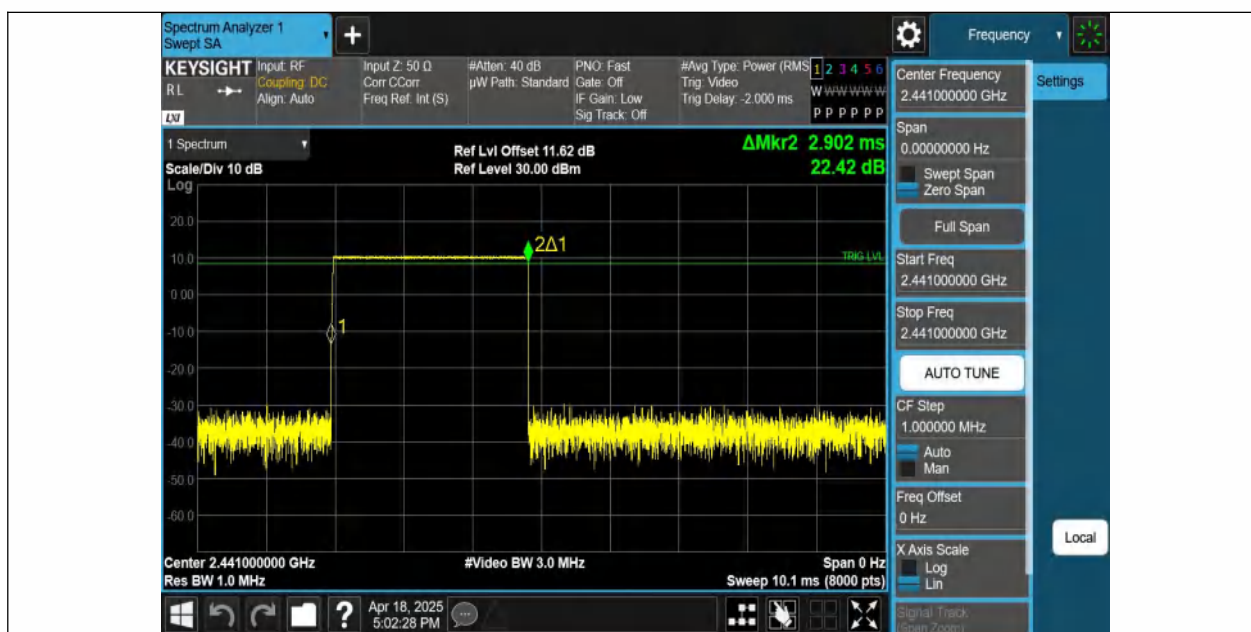 Spectrum Analyzer 1
Swept SA
+
Frequency
KEYSIGHT
RL
LXI
Input: RF
Coupling: DC
Align: Auto
Input Z: 50 Ω
Corr CCorr
Freq Ref: Int (S)
#Atten: 40 dB
µW Path: Standard
PNO: Fast
Gate: Off
IF Gain: Low
Sig Track: Off
#Avg Type: Power (RMS
Trig: Video
Trig Delay: -2.000 ms
1 2 3 4 5 6
W W W W W W
P P P P P P
1 Spectrum
Scale/Div 10 dB
Log
Ref Lvl Offset 11.62 dB
Ref Level 30.00 dBm
ΔMkr2 2.902 ms
22.42 dB
20.0
10.0
0.00
-10.0
-20.0
-30.0
-40.0
-50.0
-60.0
2Δ1
1
TRIG LVL
Center 2.441000000 GHz
Res BW 1.0 MHz
#Video BW 3.0 MHz
Span 0 Hz
Sweep 10.1 ms (8000 pts)
Center Frequency
2.441000000 GHz
Span
0.00000000 Hz
Swept Span
Zero Span
Full Span
Start Freq
2.441000000 GHz
Stop Freq
2.441000000 GHz
AUTO TUNE
CF Step
1.000000 MHz
Auto
Man
Freq Offset
0 Hz
X Axis Scale
Log
Lin
Signal Track
(Span Zoom)
Settings
Local
?
Apr 18, 2025
5:02:28 PM